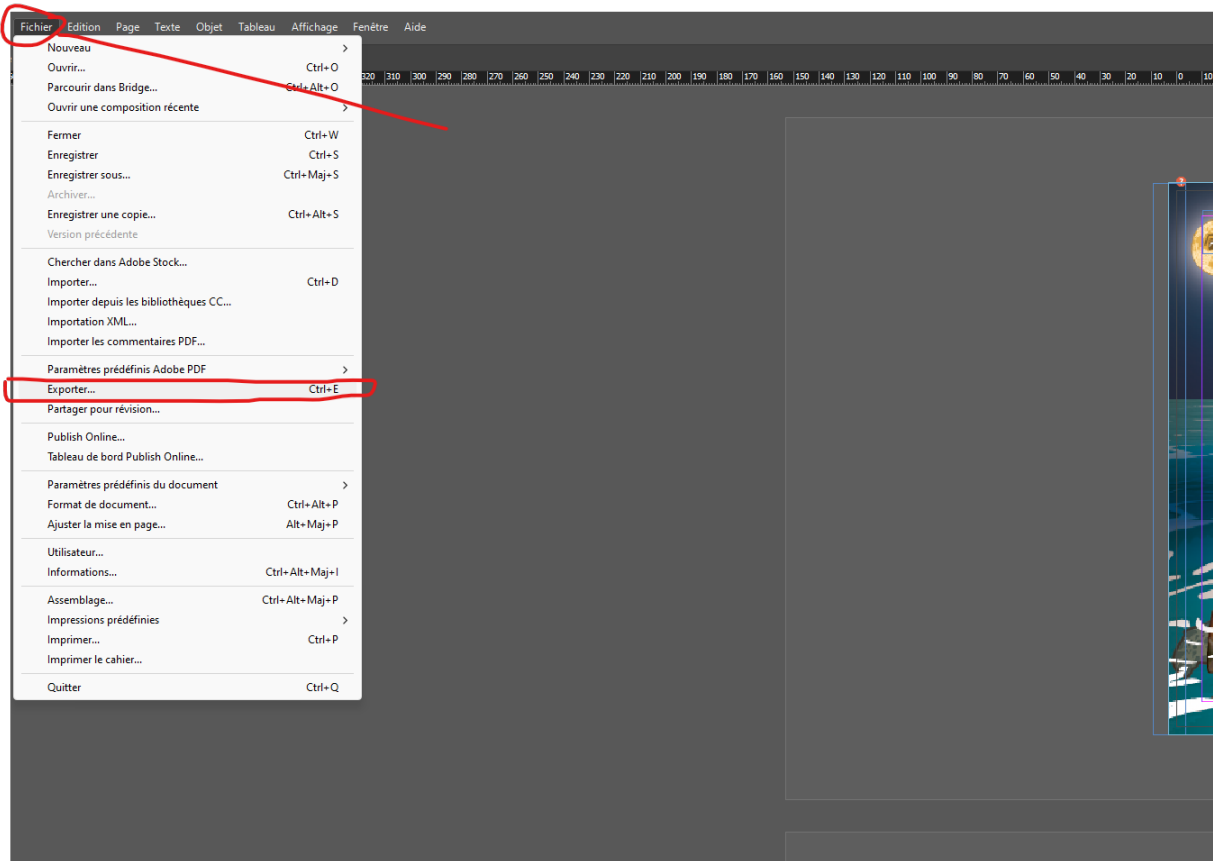 Fichier Edition Page Texte Objet Tableau Affichage Fenêtre Aide
Nouveau
Ouvrir... Ctrl+O
320 310 300 290 280 270 260 250 240 230 220 210 200 190 180 170 160 150 140 130 120 110 100 90 80 70 60 50 40 30 20 10 0 10
Parcourir dans Bridge... Ctrl+Alt+O
Ouvrir une composition récente
Fermer Ctrl+W
Enregistrer Ctrl+S
Enregistrer sous... Ctrl+Maj+S
Archiver...
Enregistrer une copie... Ctrl+Alt+S
Version précédente
Chercher dans Adobe Stock...
Importer... Ctrl+D
Importer depuis les bibliothèques CC...
Importation XML...
Importer les commentaires PDF...
Paramètres prédéfinis Adobe PDF
Exporter... Ctrl+E
Partager pour révision...
Publish Online...
Tableau de bord Publish Online...
Paramètres prédéfinis du document
Format de document... Ctrl+Alt+P
Ajuster la mise en page... Alt+Maj+P
Utilisateur...
Informations... Ctrl+Alt+Maj+I
Assemblage... Ctrl+Alt+Maj+P
Impressions prédéfinies
Imprimer... Ctrl+P
Imprimer le cahier...
Quitter Ctrl+Q